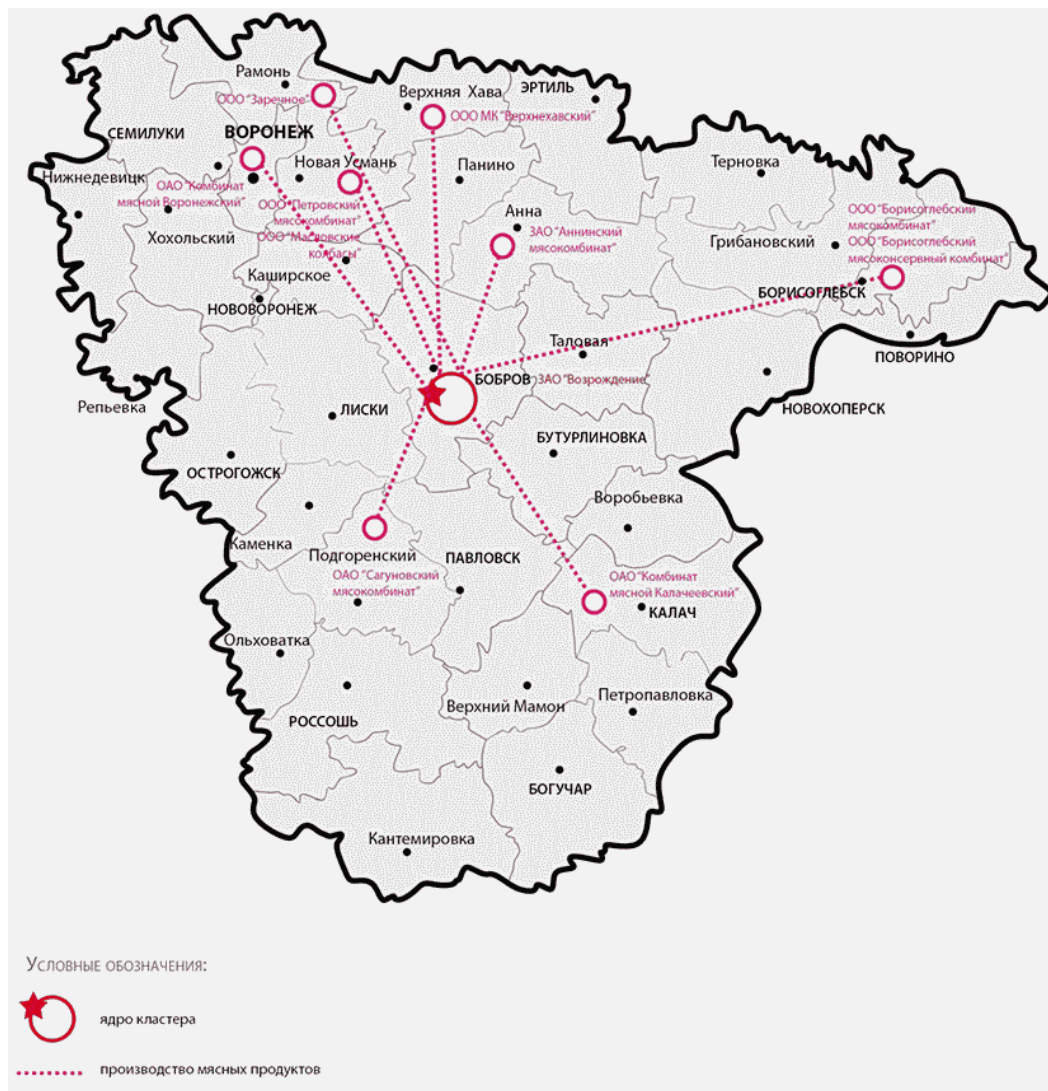 Рамонь
ООО "Заречное"
Верхняя Хава
ООО МК "Верхнехавский"
ЭРТИЛЬ
СЕМИЛУКИ
ВОРОНЕЖ
Новая Усмань
Панино
Терновка
Нижнедевицк
ОАО "Комбинат
мясной Воронежский"
ООО "Петровский
мясокомбинат"
ООО "Масловские
колбасы"
Анна
ЗАО "Аннинский
мясокомбинат"
ООО "Борисоглебский
мясокомбинат"
ООО "Борисоглебский
мясоконсервный комбинат"
Хохольский
Грибановский
Каширское
НОВОВОРОНЕЖ
БОРИСОГЛЕБСК
ПОВОРИНО
Таловая
БОБРОВ
ЗАО "Возрождение"
Репьевка
ЛИСКИ
НОВОХОПЕРСК
БУТУРЛИНОВКА
ОСТРОГОЖСК
Воробьевка
Каменка
Подгоренский
ПАВЛОВСК
ОАО "Сагуновский
мясокомбинат"
ОАО "Комбинат
мясной Калачеевский"
КАЛАЧ
Ольховатка
Петропавловка
Верхний Мамон
РОССОШЬ
БОГУЧАР
Кантемировка
Условные обозначения:
ядро кластера
производство мясных продуктов